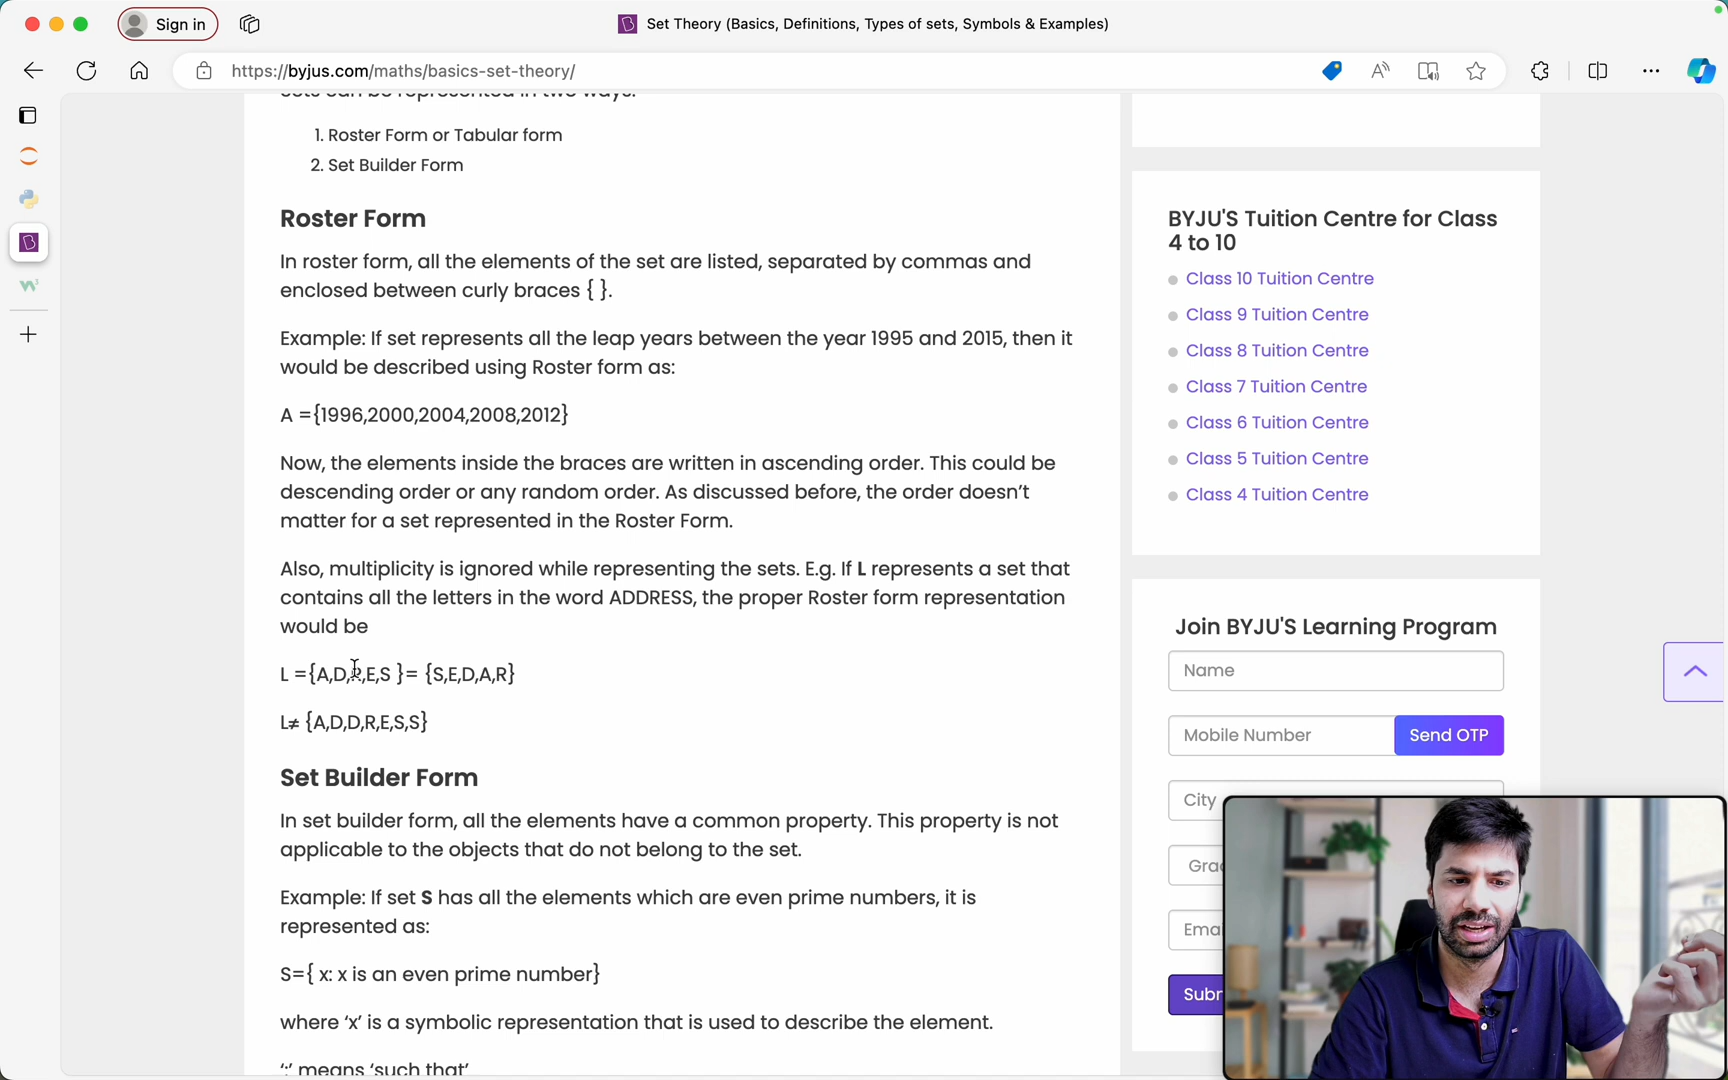 Sign in
Set Theory (Basics, Definitions, Types of sets, Symbols & Examples)
https://byjus.com/maths/basics-set-theory/
Sets can be represented in two ways:
1. Roster Form or Tabular form
2. Set Builder Form
Roster Form
In roster form, all the elements of the set are listed, separated by commas and
enclosed between curly braces { }.
Example: If set represents all the leap years between the year 1995 and 2015, then it
would be described using Roster form as:
A ={1996,2000,2004,2008,2012}
Now, the elements inside the braces are written in ascending order. This could be
descending order or any random order. As discussed before, the order doesn’t
matter for a set represented in the Roster Form.
Also, multiplicity is ignored while representing the sets. E.g. If L represents a set that
contains all the letters in the word ADDRESS, the proper Roster form representation
would be
L ={A,D,R,E,S }= {S,E,D,A,R}
L≠ {A,D,D,R,E,S,S}
Set Builder Form
In set builder form, all the elements have a common property. This property is not
applicable to the objects that do not belong to the set.
Example: If set S has all the elements which are even prime numbers, it is
represented as:
S={ x: x is an even prime number}
where ‘x’ is a symbolic representation that is used to describe the element.
‘:’ means ‘such that’
BYJU'S Tuition Centre for Class
4 to 10
Class 10 Tuition Centre
Class 9 Tuition Centre
Class 8 Tuition Centre
Class 7 Tuition Centre
Class 6 Tuition Centre
Class 5 Tuition Centre
Class 4 Tuition Centre
Join BYJU'S Learning Program
Name
Mobile Number
Send OTP
City